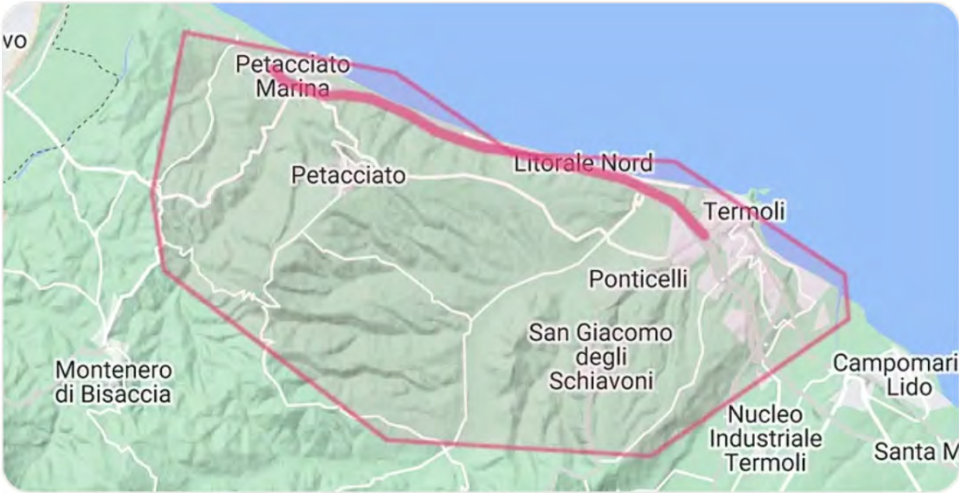 vo
Petacciato
Marina
Petacciato
Litorale Nord
Termoli
Ponticelli
San Giacomo
degli
Schiavoni
Montenero
di Bisaccia
Campomari
Lido
Nucleo
Industriale
Termoli
Santa M